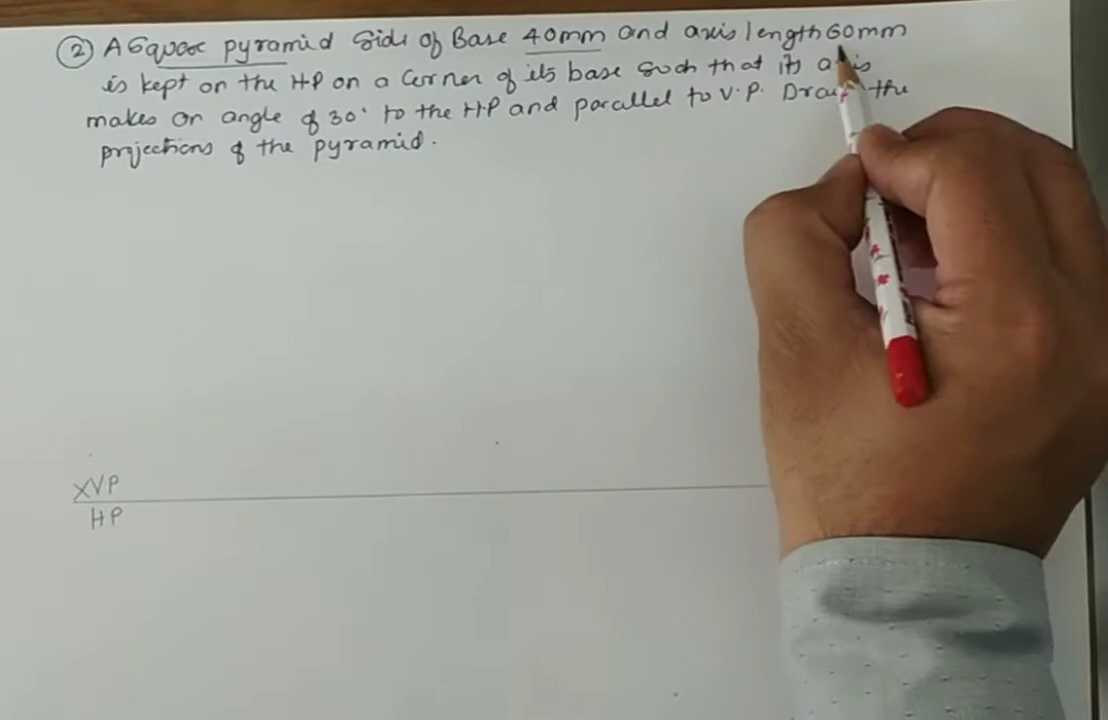 ② A Square pyramid Side of Base 40mm and axis length 60mm
is kept on the HP on a Corner of its base such that its axis
makes an angle of 30° to the HP and parallel to V.P. Draw the
projections of the pyramid.
XVP
HP